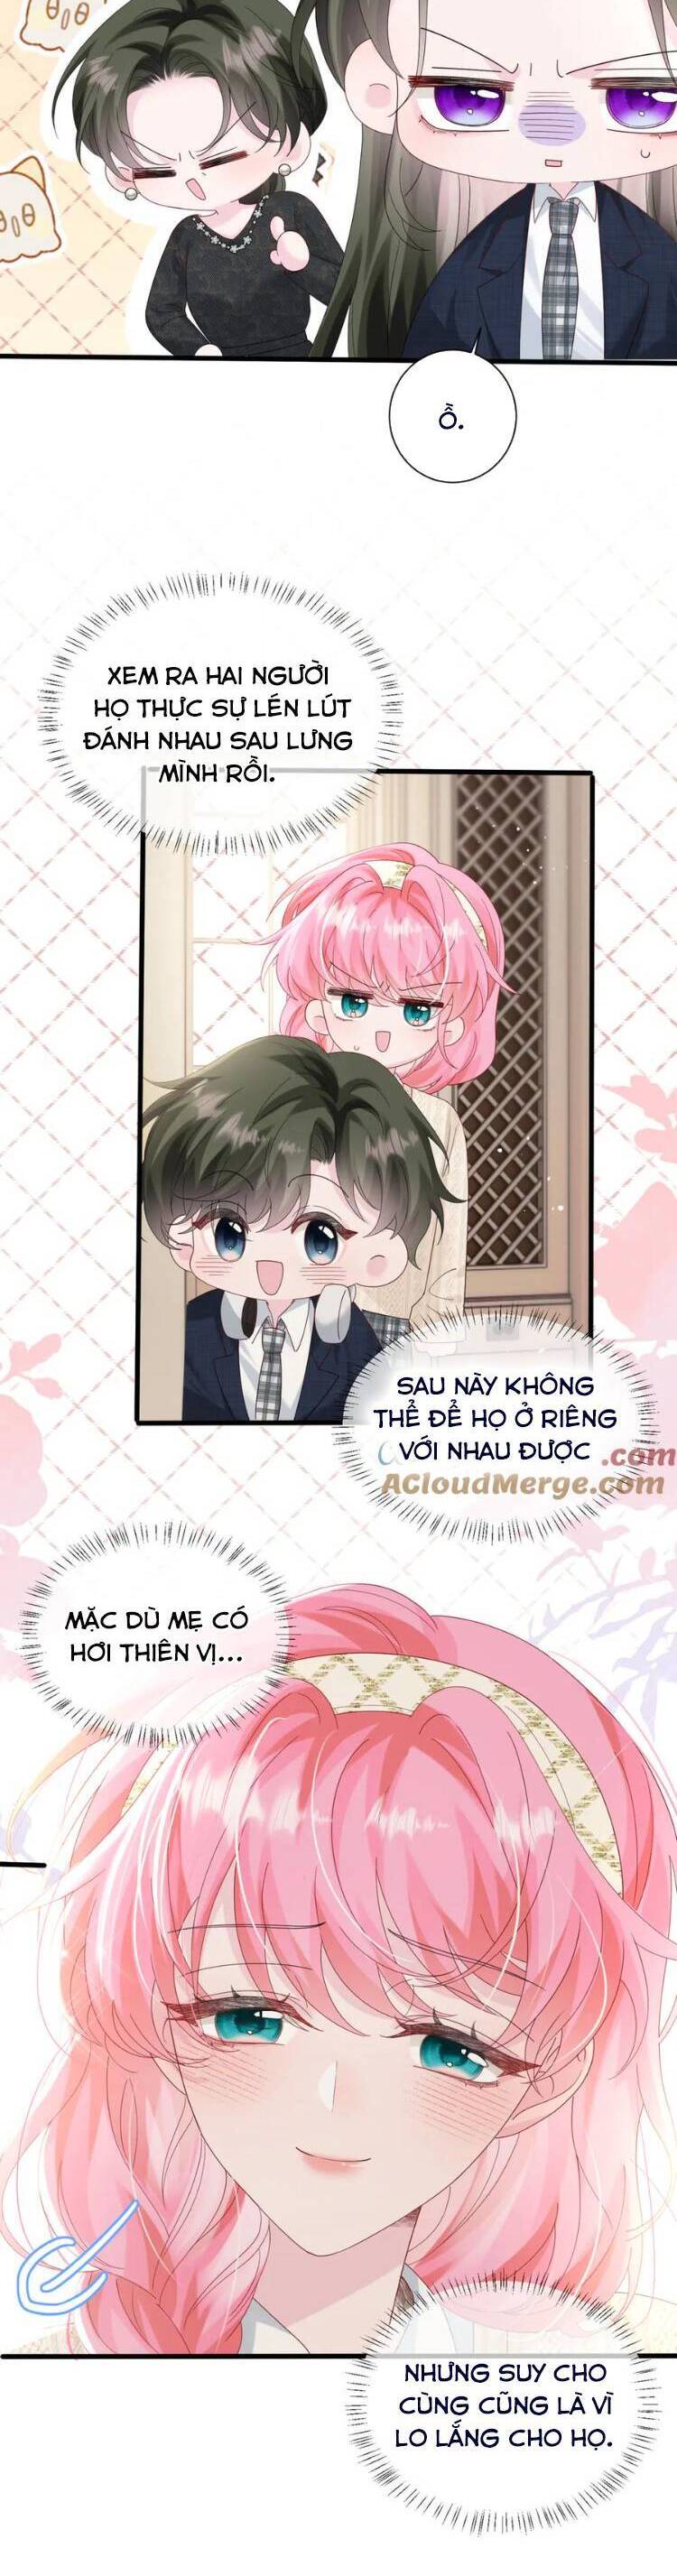 Ồ.
XEM RA HAI NGƯỜI
HỌ THỰC SỰ LÉN LÚT
ĐÁNH NHAU SAU LƯNG
MÌNH RỒI.
SAU NÀY KHÔNG
THỂ ĐỂ HỌ Ở RIÊNG
VỚI NHAU ĐƯỢC
.com
ACloudMerge.com
MẶC DÙ MẸ CÓ
HƠI THIÊN VỊ...
NHƯNG SUY CHO
CÙNG CŨNG LÀ VÌ
LO LẮNG CHO HỌ.